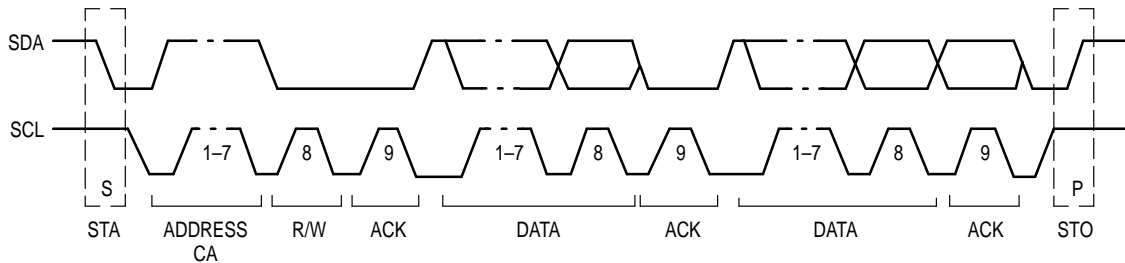 SDA
SCL
1–7 8 9 1–7 8 9 1–7 8 9
S P
STA ADDRESS R/W ACK DATA ACK DATA ACK STO
CA